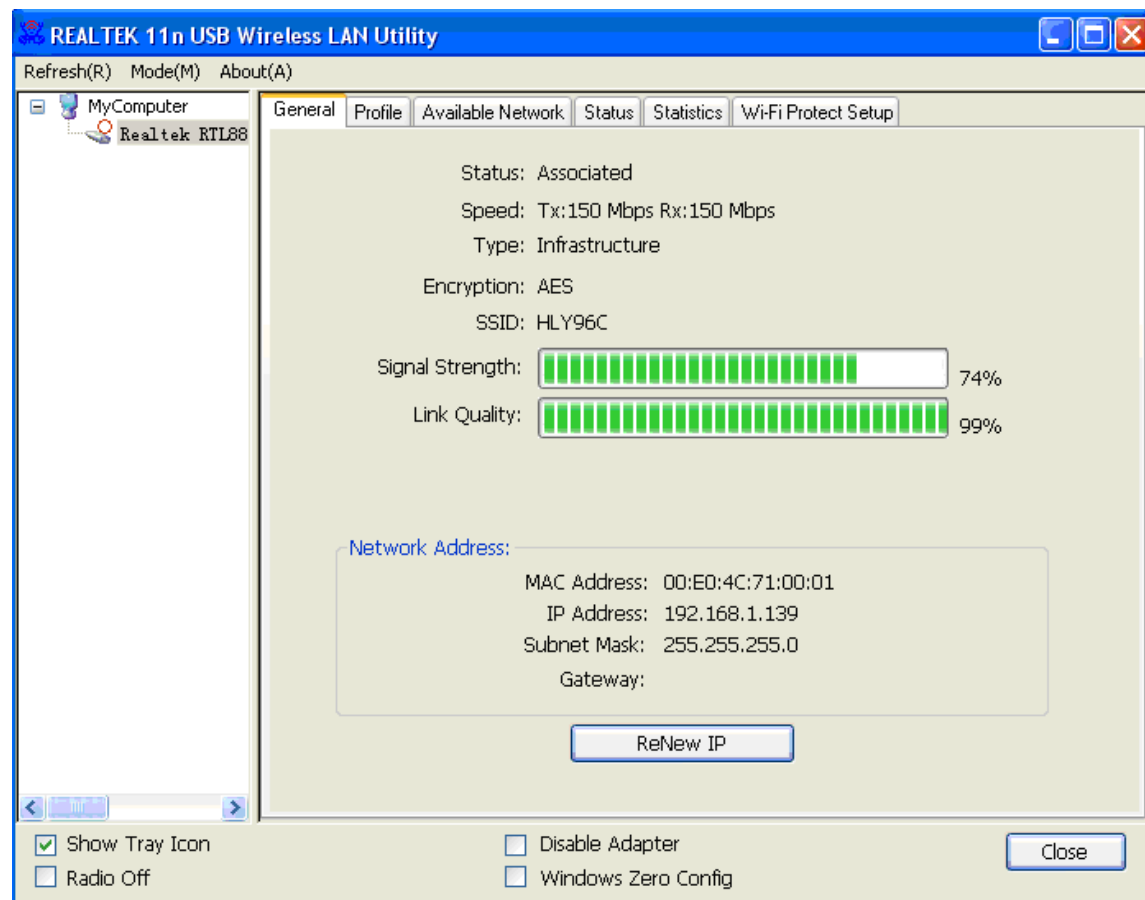 REALTEK 11n USB Wireless LAN Utility
Refresh(R) Mode(M) About(A)
MyComputer
Realtek RTL88
General Profile Available Network Status Statistics Wi-Fi Protect Setup
Status: Associated
Speed: Tx:150 Mbps Rx:150 Mbps
Type: Infrastructure
Encryption: AES
SSID: HLY96C
Signal Strength: 74%
Link Quality: 99%
Network Address:
MAC Address: 00:E0:4C:71:00:01
IP Address: 192.168.1.139
Subnet Mask: 255.255.255.0
Gateway:
ReNew IP
Show Tray Icon
Radio Off
Disable Adapter
Windows Zero Config
Close